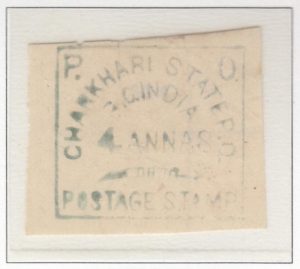 P. O.
CHARKHARI STATE P.O.
C. INDIA
4 ANNAS
POSTAGE STAMP